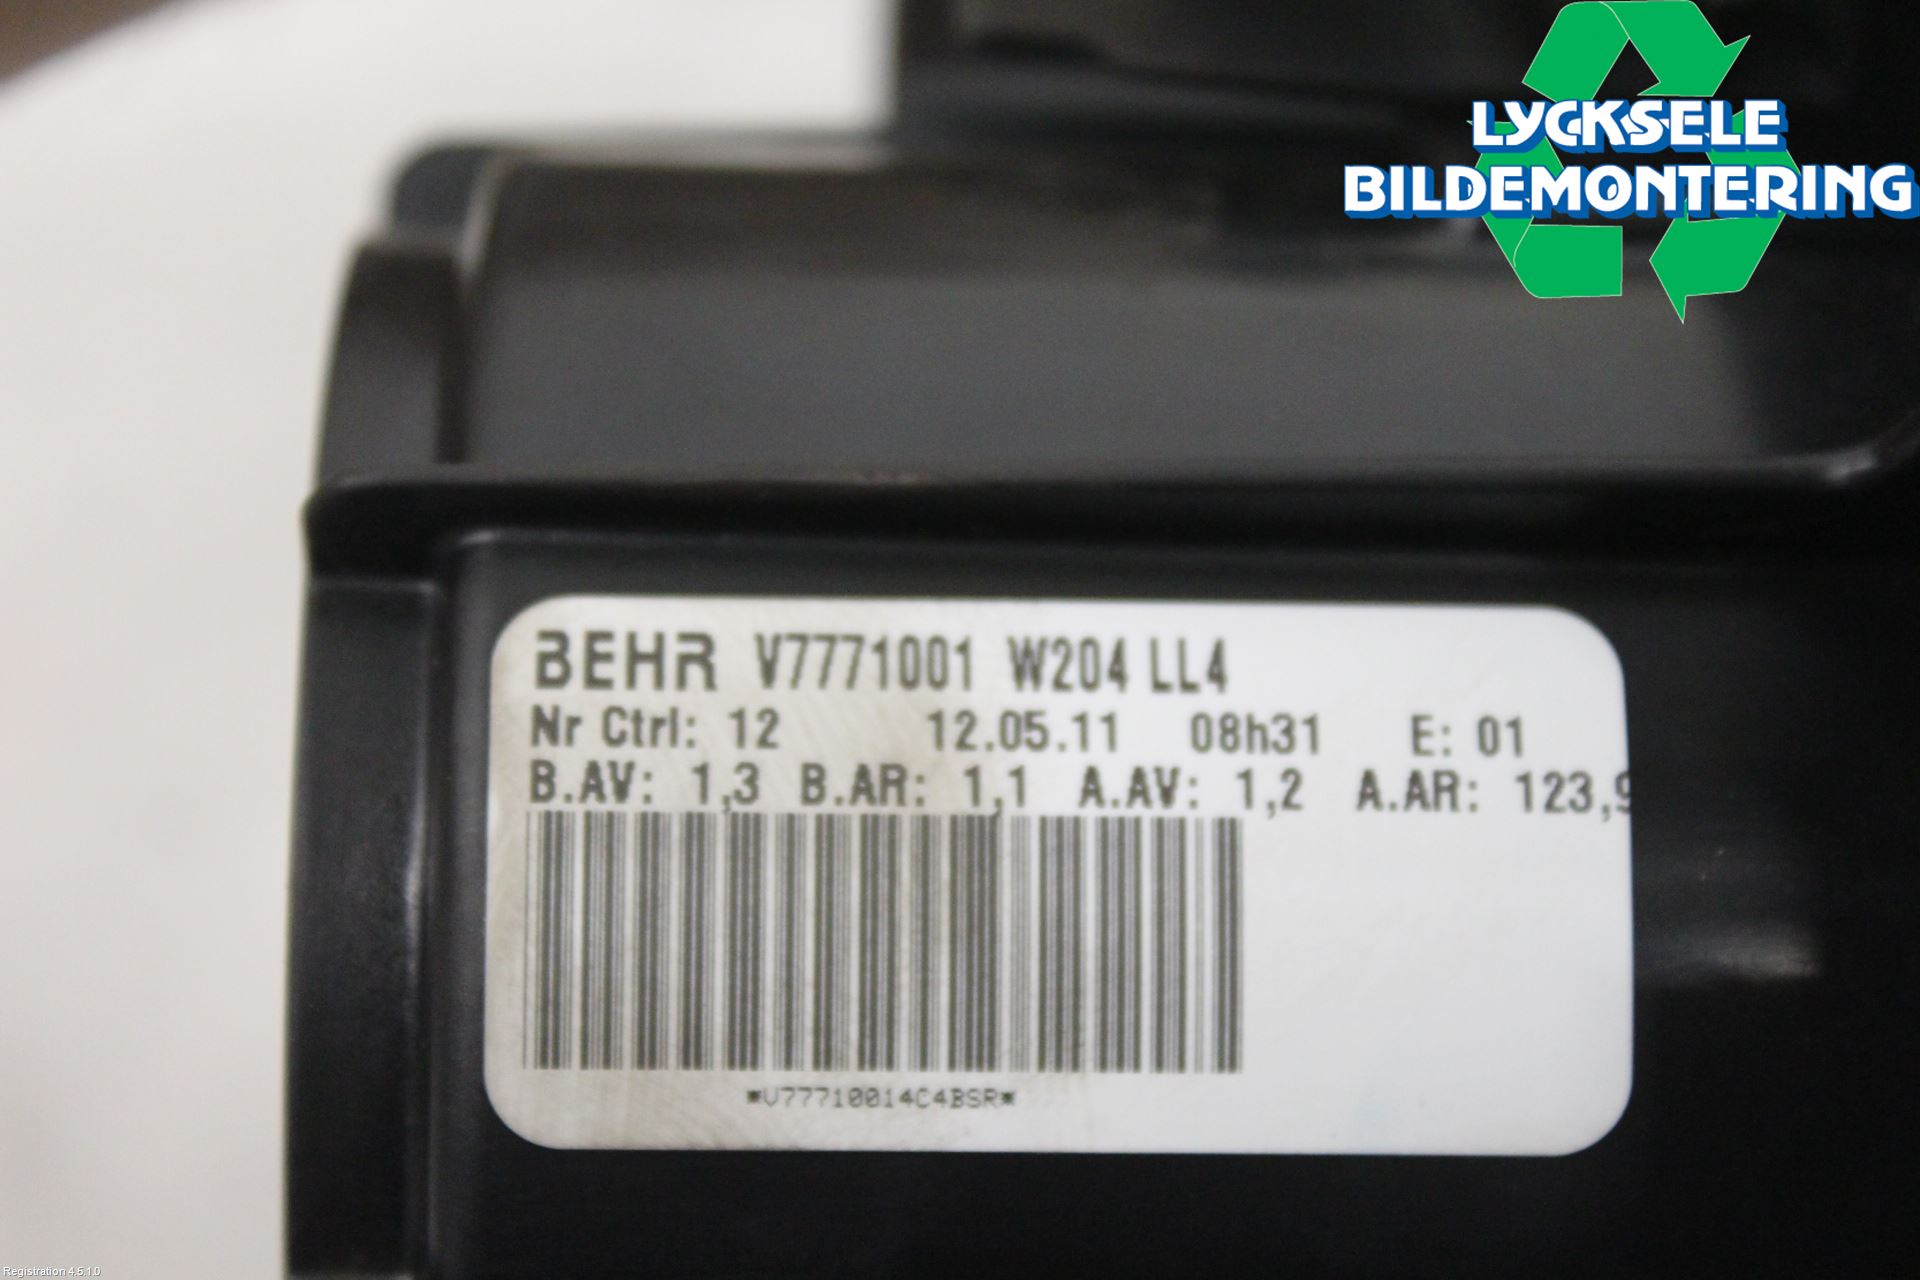 LYCKSELE
BILDEMONTERING
BEHR V7771001 W204 LL4
Nr Ctrl: 12 12.05.11 08h31 E: 01
B.AV: 1,3 B.AR: 1,1 A.AV: 1,2 A.AR: 123,9
*V77710014C4BSR*
Registration 4.5.1.0